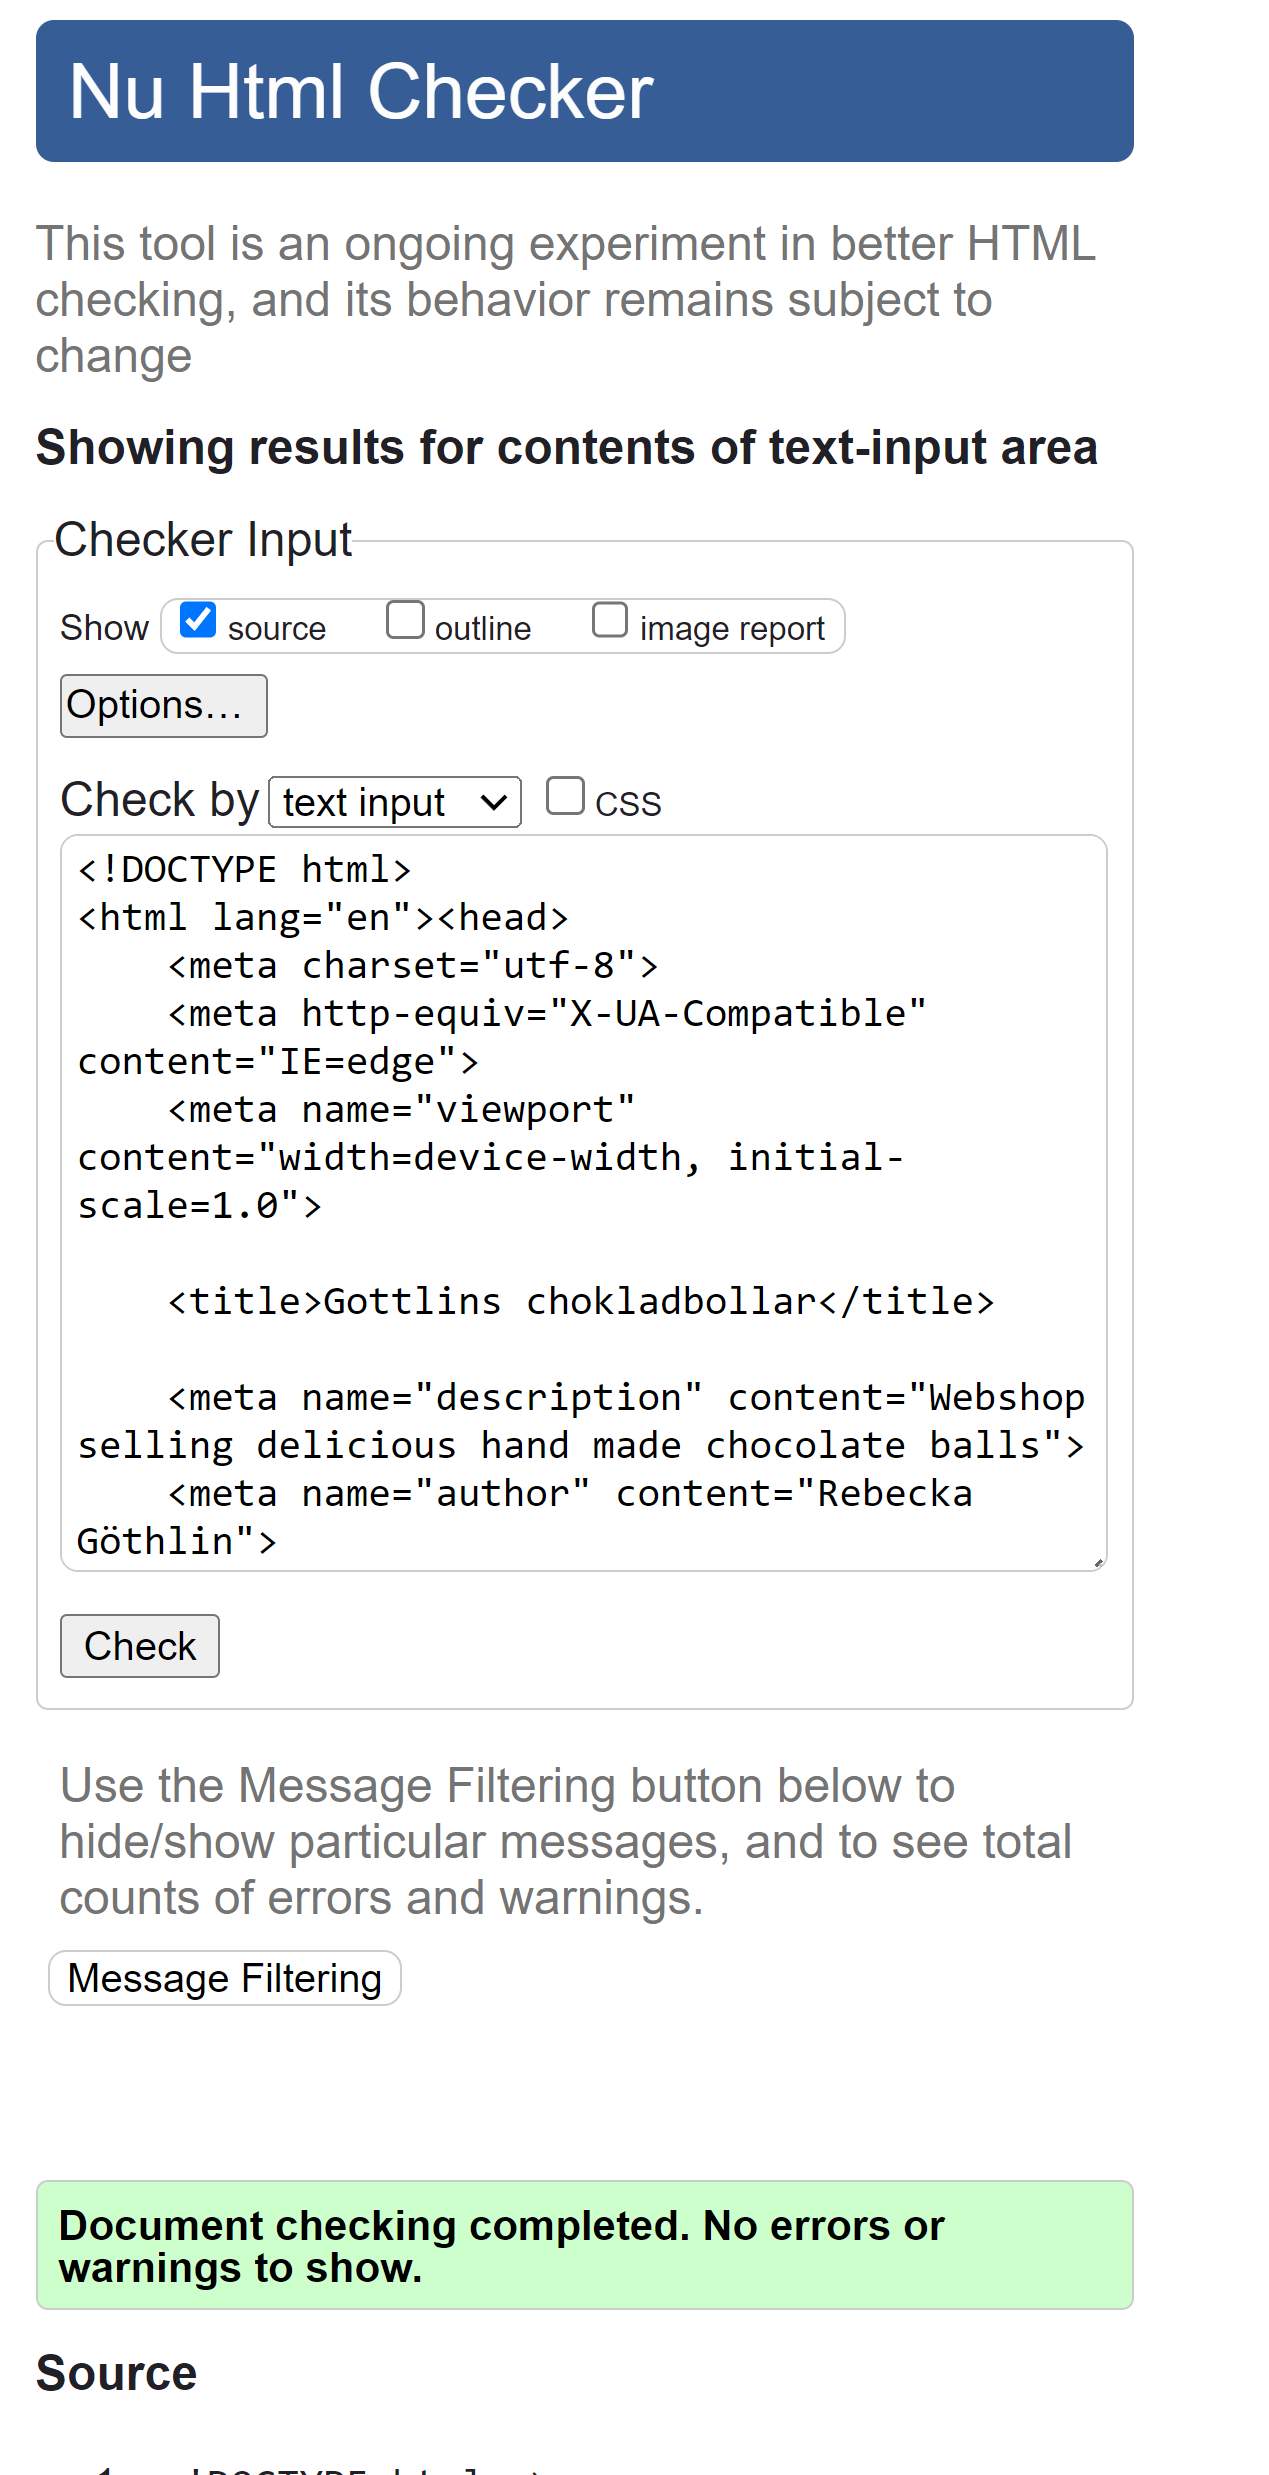 Nu Html Checker
This tool is an ongoing experiment in better HTML
checking, and its behavior remains subject to
change
Showing results for contents of text-input area
Checker Input
Show source outline image report
Options...
Check by text input CSS
<!DOCTYPE html>
<html lang="en"><head>
    <meta charset="utf-8">
    <meta http-equiv="X-UA-Compatible"
content="IE=edge">
    <meta name="viewport"
content="width=device-width, initial-
scale=1.0">
    <title>Gottlins chokladbollar</title>
    <meta name="description" content="Webshop
selling delicious hand made chocolate balls">
    <meta name="author" content="Rebecka
Göthlin">
Check
Use the Message Filtering button below to
hide/show particular messages, and to see total
counts of errors and warnings.
Message Filtering
Document checking completed. No errors or
warnings to show.
Source